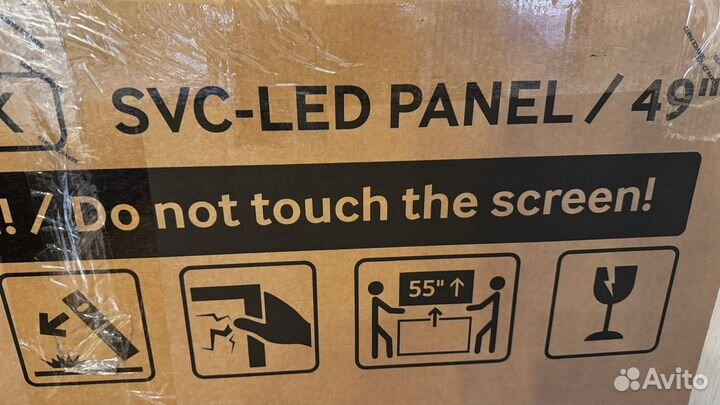 K SVC-LED PANEL / 49"
! / Do not touch the screen!
55"
Avito